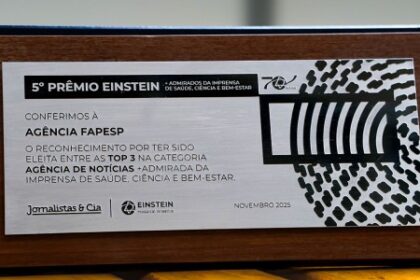 5º PRÊMIO EINSTEIN +ADMIRADOS DA IMPRENSA
DE SAÚDE, CIÊNCIA E BEM-ESTAR
CONFERIMOS À
AGÊNCIA FAPESP
O RECONHECIMENTO POR TER SIDO
ELEITA ENTRE AS TOP 3 NA CATEGORIA
AGÊNCIA DE NOTÍCIAS +ADMIRADA DA
IMPRENSA DE SAÚDE, CIÊNCIA E BEM-ESTAR.
Jornalistas & Cia EINSTEIN
NOVEMBRO 2025